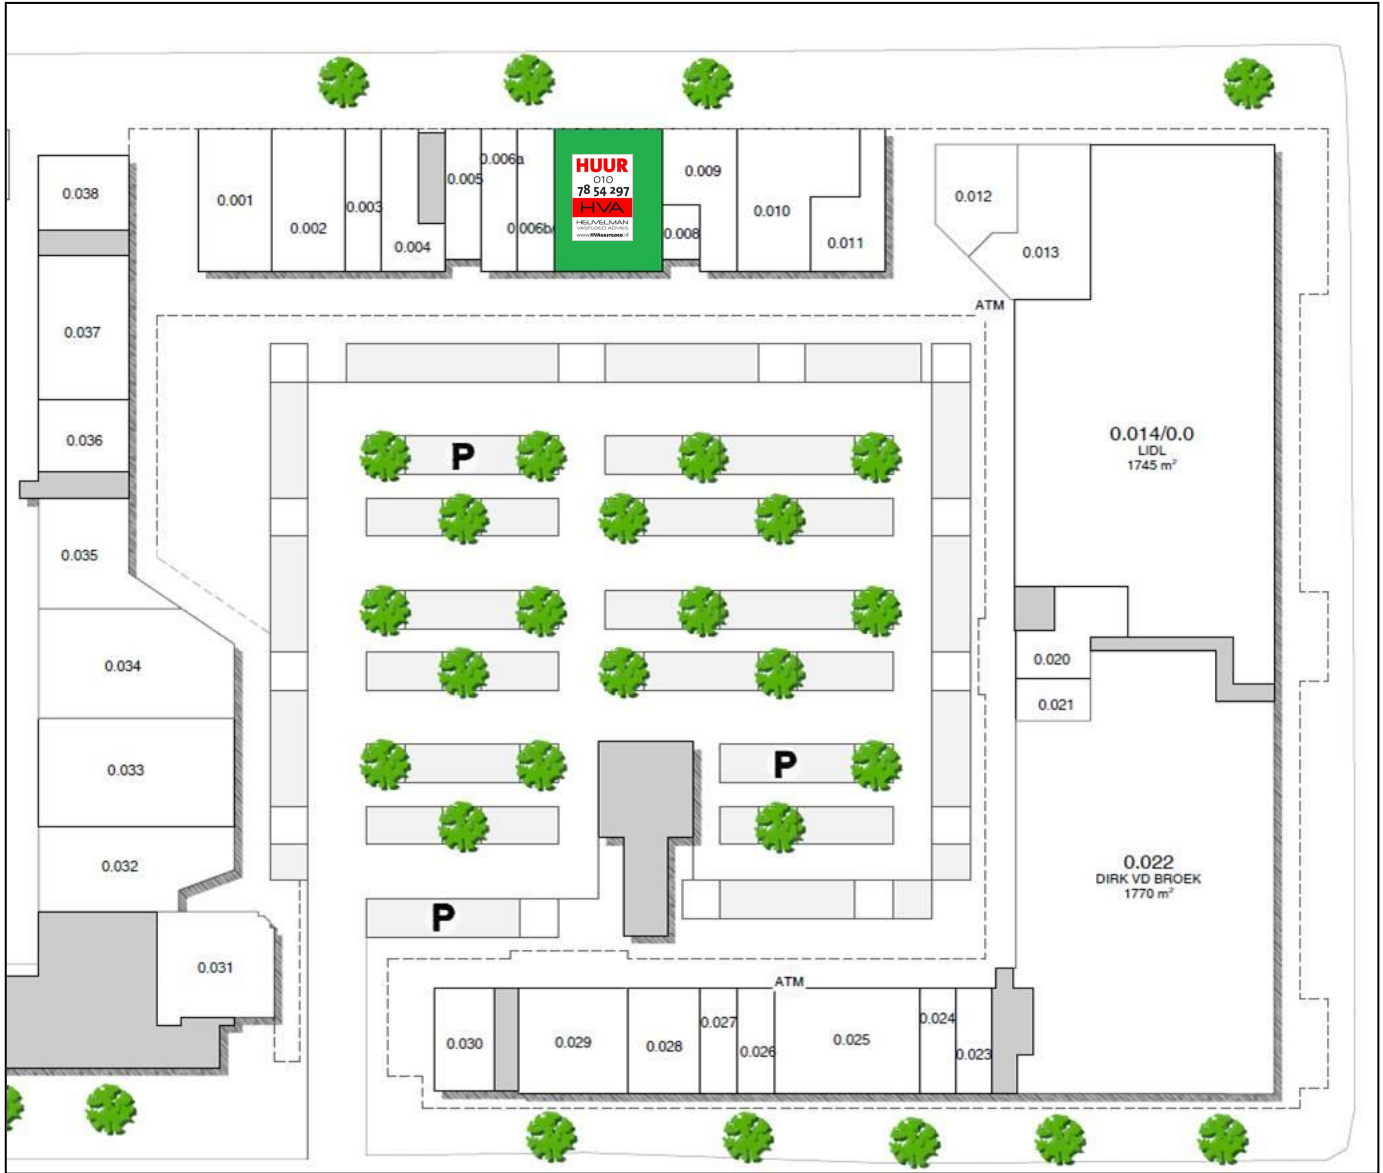 0.038
0.001
0.002
0.003
0.004
0.005
0.006a
0.006b
HUUR
010
78 54 297
HVA
HEUVELMAN
VASTGOED ADVIES
www.HVAvastgoed.nl
0.009
0.008
0.010
0.011
0.012
0.013
ATM
0.037
0.036
0.035
0.034
0.033
0.032
0.031
P
0.014/0.0
LIDL
1745 m²
0.020
0.021
P
0.022
DIRK VD BROEK
1770 m²
P
ATM
0.030
0.029
0.028
0.027
0.026
0.025
0.024
0.023